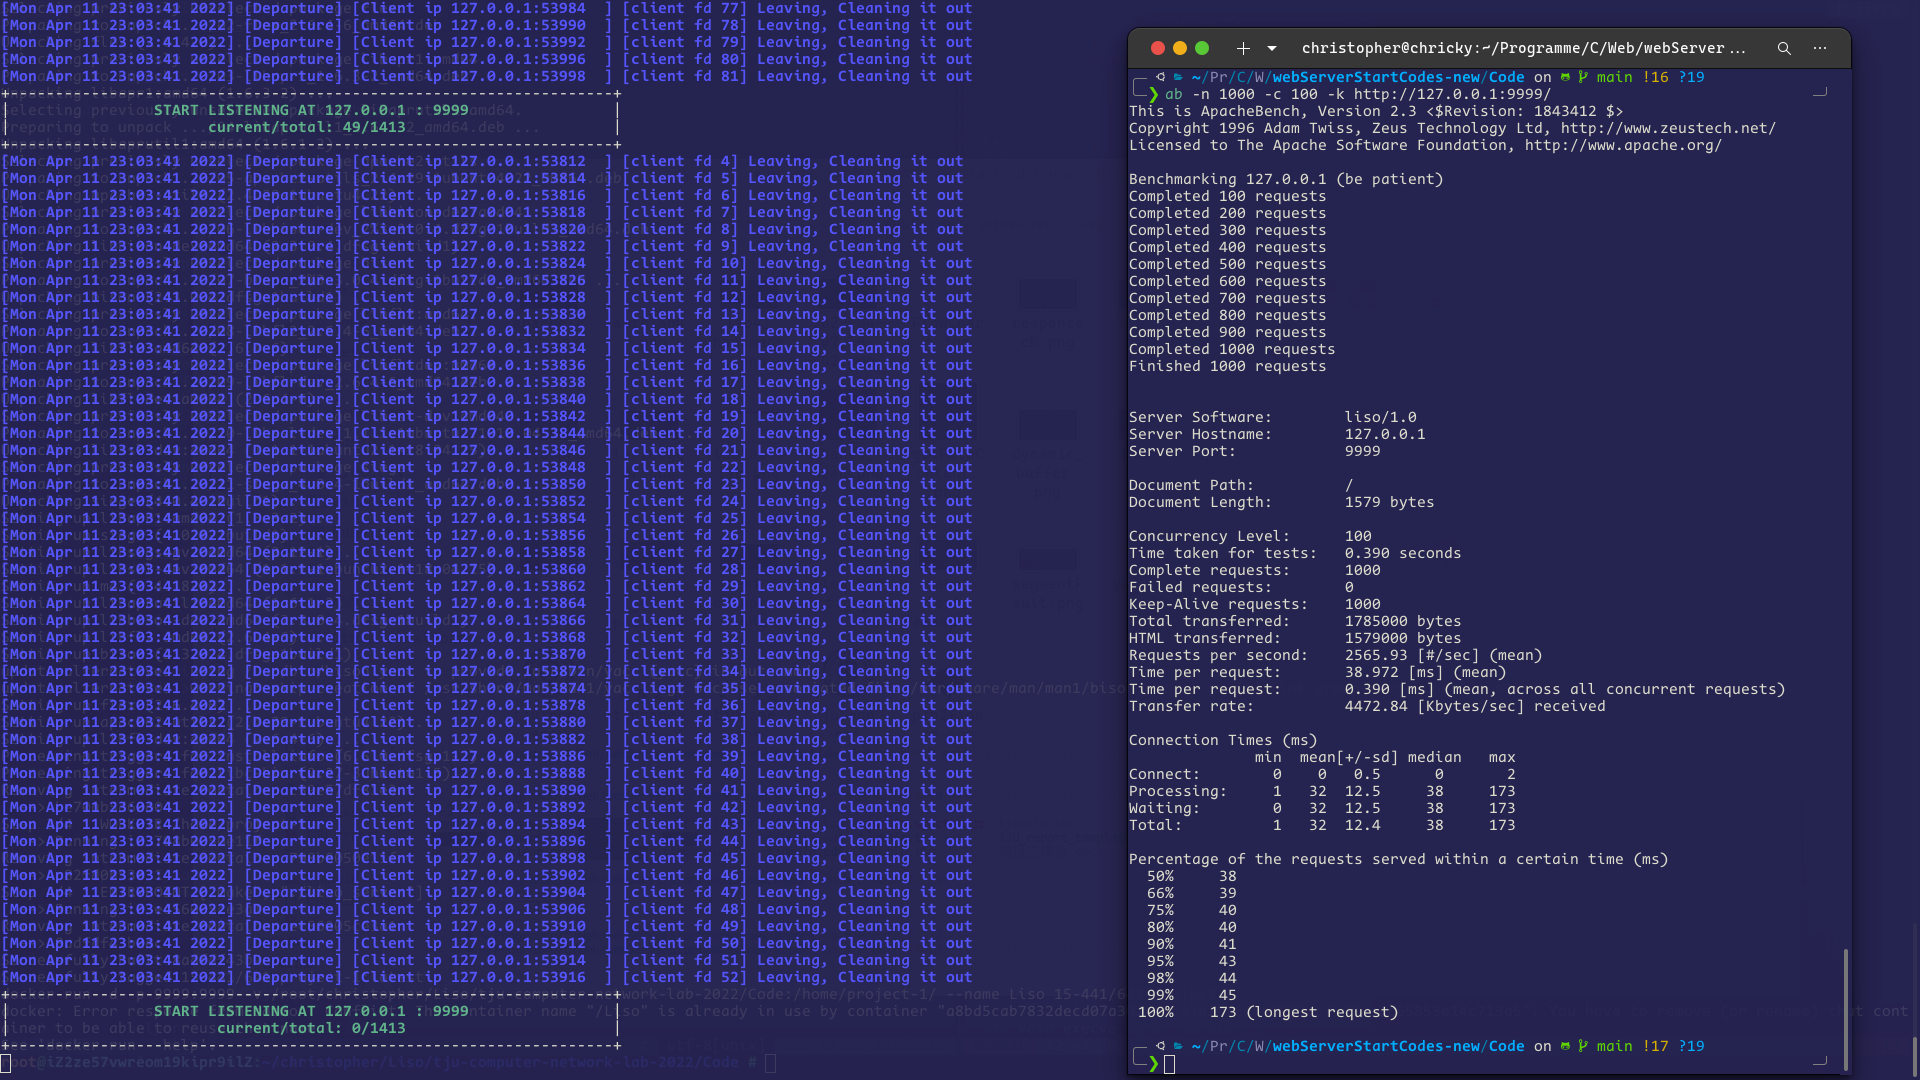 [Mon Apr 11 23:03:41 2022] [Departure] [Client ip 127.0.0.1:53984  ] [client fd 77] Leaving, Cleaning it out
[Mon Apr 11 23:03:41 2022] [Departure] [Client ip 127.0.0.1:53990  ] [client fd 78] Leaving, Cleaning it out
[Mon Apr 11 23:03:41 2022] [Departure] [Client ip 127.0.0.1:53992  ] [client fd 79] Leaving, Cleaning it out
[Mon Apr 11 23:03:41 2022] [Departure] [Client ip 127.0.0.1:53996  ] [client fd 80] Leaving, Cleaning it out
[Mon Apr 11 23:03:41 2022] [Departure] [Client ip 127.0.0.1:53998  ] [client fd 81] Leaving, Cleaning it out
START LISTENING AT 127.0.0.1 : 9999
current/total: 49/1413
[Mon Apr 11 23:03:41 2022] [Departure] [Client ip 127.0.0.1:53812  ] [client fd 4] Leaving, Cleaning it out
[Mon Apr 11 23:03:41 2022] [Departure] [Client ip 127.0.0.1:53814  ] [client fd 5] Leaving, Cleaning it out
[Mon Apr 11 23:03:41 2022] [Departure] [Client ip 127.0.0.1:53816  ] [client fd 6] Leaving, Cleaning it out
[Mon Apr 11 23:03:41 2022] [Departure] [Client ip 127.0.0.1:53818  ] [client fd 7] Leaving, Cleaning it out
[Mon Apr 11 23:03:41 2022] [Departure] [Client ip 127.0.0.1:53820  ] [client fd 8] Leaving, Cleaning it out
[Mon Apr 11 23:03:41 2022] [Departure] [Client ip 127.0.0.1:53822  ] [client fd 9] Leaving, Cleaning it out
[Mon Apr 11 23:03:41 2022] [Departure] [Client ip 127.0.0.1:53824  ] [client fd 10] Leaving, Cleaning it out
[Mon Apr 11 23:03:41 2022] [Departure] [Client ip 127.0.0.1:53826  ] [client fd 11] Leaving, Cleaning it out
[Mon Apr 11 23:03:41 2022] [Departure] [Client ip 127.0.0.1:53828  ] [client fd 12] Leaving, Cleaning it out
[Mon Apr 11 23:03:41 2022] [Departure] [Client ip 127.0.0.1:53830  ] [client fd 13] Leaving, Cleaning it out
[Mon Apr 11 23:03:41 2022] [Departure] [Client ip 127.0.0.1:53832  ] [client fd 14] Leaving, Cleaning it out
[Mon Apr 11 23:03:41 2022] [Departure] [Client ip 127.0.0.1:53834  ] [client fd 15] Leaving, Cleaning it out
[Mon Apr 11 23:03:41 2022] [Departure] [Client ip 127.0.0.1:53836  ] [client fd 16] Leaving, Cleaning it out
[Mon Apr 11 23:03:41 2022] [Departure] [Client ip 127.0.0.1:53838  ] [client fd 17] Leaving, Cleaning it out
[Mon Apr 11 23:03:41 2022] [Departure] [Client ip 127.0.0.1:53840  ] [client fd 18] Leaving, Cleaning it out
[Mon Apr 11 23:03:41 2022] [Departure] [Client ip 127.0.0.1:53842  ] [client fd 19] Leaving, Cleaning it out
[Mon Apr 11 23:03:41 2022] [Departure] [Client ip 127.0.0.1:53844  ] [client fd 20] Leaving, Cleaning it out
[Mon Apr 11 23:03:41 2022] [Departure] [Client ip 127.0.0.1:53846  ] [client fd 21] Leaving, Cleaning it out
[Mon Apr 11 23:03:41 2022] [Departure] [Client ip 127.0.0.1:53848  ] [client fd 22] Leaving, Cleaning it out
[Mon Apr 11 23:03:41 2022] [Departure] [Client ip 127.0.0.1:53850  ] [client fd 23] Leaving, Cleaning it out
[Mon Apr 11 23:03:41 2022] [Departure] [Client ip 127.0.0.1:53852  ] [client fd 24] Leaving, Cleaning it out
[Mon Apr 11 23:03:41 2022] [Departure] [Client ip 127.0.0.1:53854  ] [client fd 25] Leaving, Cleaning it out
[Mon Apr 11 23:03:41 2022] [Departure] [Client ip 127.0.0.1:53856  ] [client fd 26] Leaving, Cleaning it out
[Mon Apr 11 23:03:41 2022] [Departure] [Client ip 127.0.0.1:53858  ] [client fd 27] Leaving, Cleaning it out
[Mon Apr 11 23:03:41 2022] [Departure] [Client ip 127.0.0.1:53860  ] [client fd 28] Leaving, Cleaning it out
[Mon Apr 11 23:03:41 2022] [Departure] [Client ip 127.0.0.1:53862  ] [client fd 29] Leaving, Cleaning it out
[Mon Apr 11 23:03:41 2022] [Departure] [Client ip 127.0.0.1:53864  ] [client fd 30] Leaving, Cleaning it out
[Mon Apr 11 23:03:41 2022] [Departure] [Client ip 127.0.0.1:53866  ] [client fd 31] Leaving, Cleaning it out
[Mon Apr 11 23:03:41 2022] [Departure] [Client ip 127.0.0.1:53868  ] [client fd 32] Leaving, Cleaning it out
[Mon Apr 11 23:03:41 2022] [Departure] [Client ip 127.0.0.1:53870  ] [client fd 33] Leaving, Cleaning it out
[Mon Apr 11 23:03:41 2022] [Departure] [Client ip 127.0.0.1:53872  ] [client fd 34] Leaving, Cleaning it out
[Mon Apr 11 23:03:41 2022] [Departure] [Client ip 127.0.0.1:53874  ] [client fd 35] Leaving, Cleaning it out
[Mon Apr 11 23:03:41 2022] [Departure] [Client ip 127.0.0.1:53878  ] [client fd 36] Leaving, Cleaning it out
[Mon Apr 11 23:03:41 2022] [Departure] [Client ip 127.0.0.1:53880  ] [client fd 37] Leaving, Cleaning it out
[Mon Apr 11 23:03:41 2022] [Departure] [Client ip 127.0.0.1:53882  ] [client fd 38] Leaving, Cleaning it out
[Mon Apr 11 23:03:41 2022] [Departure] [Client ip 127.0.0.1:53886  ] [client fd 39] Leaving, Cleaning it out
[Mon Apr 11 23:03:41 2022] [Departure] [Client ip 127.0.0.1:53888  ] [client fd 40] Leaving, Cleaning it out
[Mon Apr 11 23:03:41 2022] [Departure] [Client ip 127.0.0.1:53890  ] [client fd 41] Leaving, Cleaning it out
[Mon Apr 11 23:03:41 2022] [Departure] [Client ip 127.0.0.1:53892  ] [client fd 42] Leaving, Cleaning it out
[Mon Apr 11 23:03:41 2022] [Departure] [Client ip 127.0.0.1:53894  ] [client fd 43] Leaving, Cleaning it out
[Mon Apr 11 23:03:41 2022] [Departure] [Client ip 127.0.0.1:53896  ] [client fd 44] Leaving, Cleaning it out
[Mon Apr 11 23:03:41 2022] [Departure] [Client ip 127.0.0.1:53898  ] [client fd 45] Leaving, Cleaning it out
[Mon Apr 11 23:03:41 2022] [Departure] [Client ip 127.0.0.1:53902  ] [client fd 46] Leaving, Cleaning it out
[Mon Apr 11 23:03:41 2022] [Departure] [Client ip 127.0.0.1:53904  ] [client fd 47] Leaving, Cleaning it out
[Mon Apr 11 23:03:41 2022] [Departure] [Client ip 127.0.0.1:53906  ] [client fd 48] Leaving, Cleaning it out
[Mon Apr 11 23:03:41 2022] [Departure] [Client ip 127.0.0.1:53910  ] [client fd 49] Leaving, Cleaning it out
[Mon Apr 11 23:03:41 2022] [Departure] [Client ip 127.0.0.1:53912  ] [client fd 50] Leaving, Cleaning it out
[Mon Apr 11 23:03:41 2022] [Departure] [Client ip 127.0.0.1:53914  ] [client fd 51] Leaving, Cleaning it out
[Mon Apr 11 23:03:41 2022] [Departure] [Client ip 127.0.0.1:53916  ] [client fd 52] Leaving, Cleaning it out
START LISTENING AT 127.0.0.1 : 9999
current/total: 0/1413
christopher@chricky:~/Programme/C/Web/webServer ...
~/Pr/C/W/webServerStartCodes-new/Code on main !16 ?19
❯ ab -n 1000 -c 100 -k http://127.0.0.1:9999/
This is ApacheBench, Version 2.3 <$Revision: 1843412 $>
Copyright 1996 Adam Twiss, Zeus Technology Ltd, http://www.zeustech.net/
Licensed to The Apache Software Foundation, http://www.apache.org/
Benchmarking 127.0.0.1 (be patient)
Completed 100 requests
Completed 200 requests
Completed 300 requests
Completed 400 requests
Completed 500 requests
Completed 600 requests
Completed 700 requests
Completed 800 requests
Completed 900 requests
Completed 1000 requests
Finished 1000 requests
Server Software:        liso/1.0
Server Hostname:        127.0.0.1
Server Port:            9999
Document Path:          /
Document Length:        1579 bytes
Concurrency Level:      100
Time taken for tests:   0.390 seconds
Complete requests:      1000
Failed requests:        0
Keep-Alive requests:    1000
Total transferred:      1785000 bytes
HTML transferred:       1579000 bytes
Requests per second:    2565.93 [#/sec] (mean)
Time per request:       38.972 [ms] (mean)
Time per request:       0.390 [ms] (mean, across all concurrent requests)
Transfer rate:          4472.84 [Kbytes/sec] received
Connection Times (ms)
              min  mean[+/-sd] median   max
Connect:        0    0   0.5      0       2
Processing:     1   32  12.5     38     173
Waiting:        0   32  12.5     38     173
Total:          1   32  12.4     38     173
Percentage of the requests served within a certain time (ms)
  50%     38
  66%     39
  75%     40
  80%     40
  90%     41
  95%     43
  98%     44
  99%     45
 100%    173 (longest request)
~/Pr/C/W/webServerStartCodes-new/Code on main !17 ?19
❯